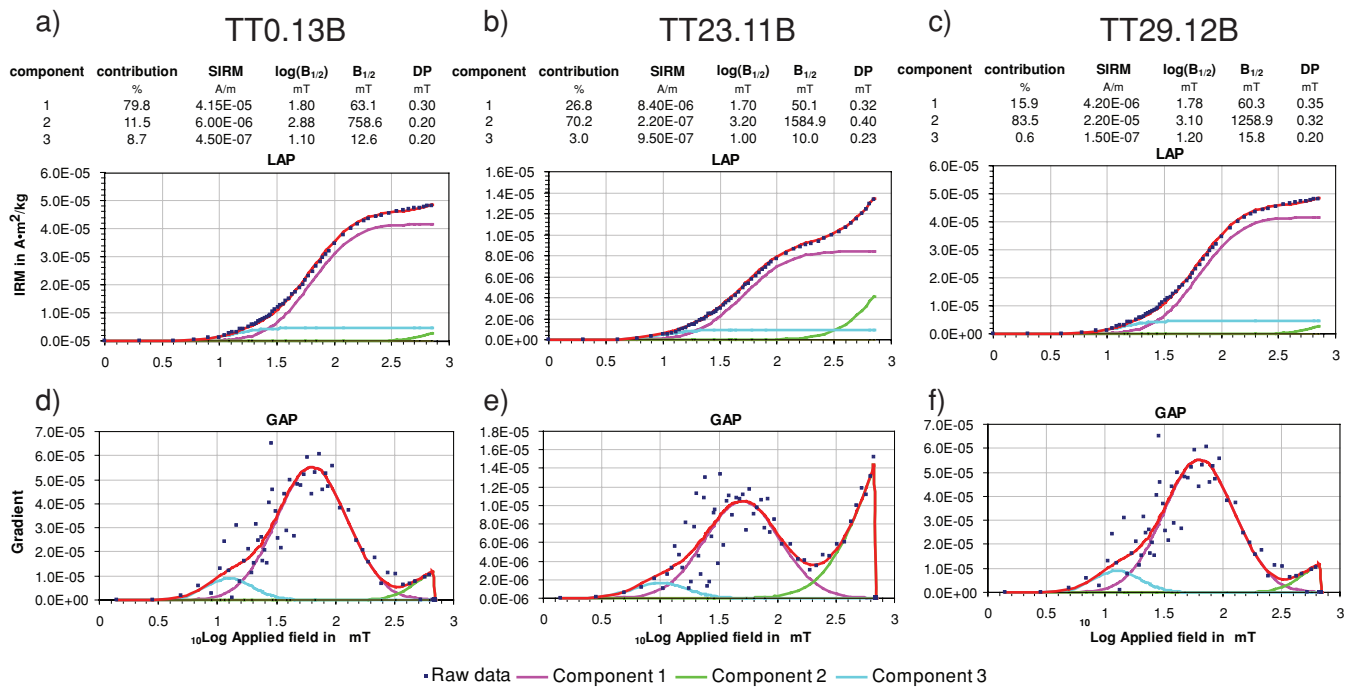 a) TT0.13B
component contribution SIRM log(B1/2) B1/2 DP
% A/m mT mT
1 79.8 4.15E-05 1.80 63.1 0.30
2 11.5 6.00E-06 2.88 758.6 0.20
3 8.7 4.50E-07 1.10 12.6 0.20
LAP
6.0E-05
5.0E-05
4.0E-05
3.0E-05
2.0E-05
1.0E-05
0.0E-05
IRM in A•m²/kg
0 0.5 1 1.5 2 2.5 3
b) TT23.11B
component contribution SIRM log(B1/2) B1/2 DP
% A/m mT mT
1 26.8 8.40E-06 1.70 50.1 0.32
2 70.2 2.20E-07 3.20 1584.9 0.40
3 3.0 9.50E-07 1.00 10.0 0.23
LAP
1.6E-05
1.4E-05
1.2E-05
1.0E-05
8.0E-06
6.0E-06
4.0E-06
2.0E-06
0.0E+00
0 0.5 1 1.5 2 2.5 3
c) TT29.12B
component contribution SIRM log(B1/2) B1/2 DP
% A/m mT mT
1 15.9 4.20E-06 1.78 60.3 0.35
2 83.5 2.20E-05 3.10 1258.9 0.32
3 0.6 1.50E-07 1.20 15.8 0.20
LAP
6.0E-05
5.0E-05
4.0E-05
3.0E-05
2.0E-05
1.0E-05
0.0E+00
0 0.5 1 1.5 2 2.5 3
d)
GAP
7.0E-05
6.0E-05
5.0E-05
4.0E-05
3.0E-05
2.0E-05
1.0E-05
0.0E+00
Gradient
0 0.5 1 1.5 2 2.5 3
10Log Applied field in mT
e)
GAP
1.8E-05
1.6E-05
1.4E-05
1.2E-05
1.0E-05
8.0E-06
6.0E-06
4.0E-06
2.0E-06
0.0E-06
0.0 0.5 1.0 1.5 2.0 2.5 3.0
10Log Applied field in mT
f)
GAP
7.0E-05
6.0E-05
5.0E-05
4.0E-05
3.0E-05
2.0E-05
1.0E-05
0.0E+00
0 0.5 1 1.5 2 2.5 3
10 Log Applied field in mT
Raw data Component 1 Component 2 Component 3